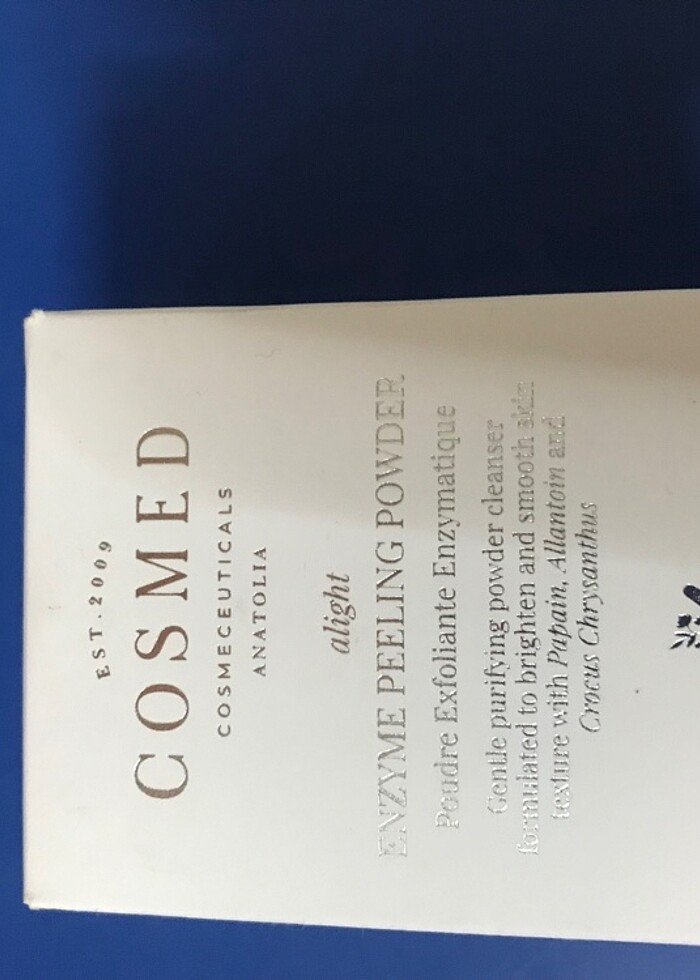 EST. 2009
COSMED
COSMECEUTICALS
ANATOLIA
alight
ENZYME PEELING POWDER
Poudre Exfoliante Enzymatique
Gentle purifying powder cleanser
formulated to brighten and smooth skin
texture with Papain, Allantoin and
Crocus Chrysanthus